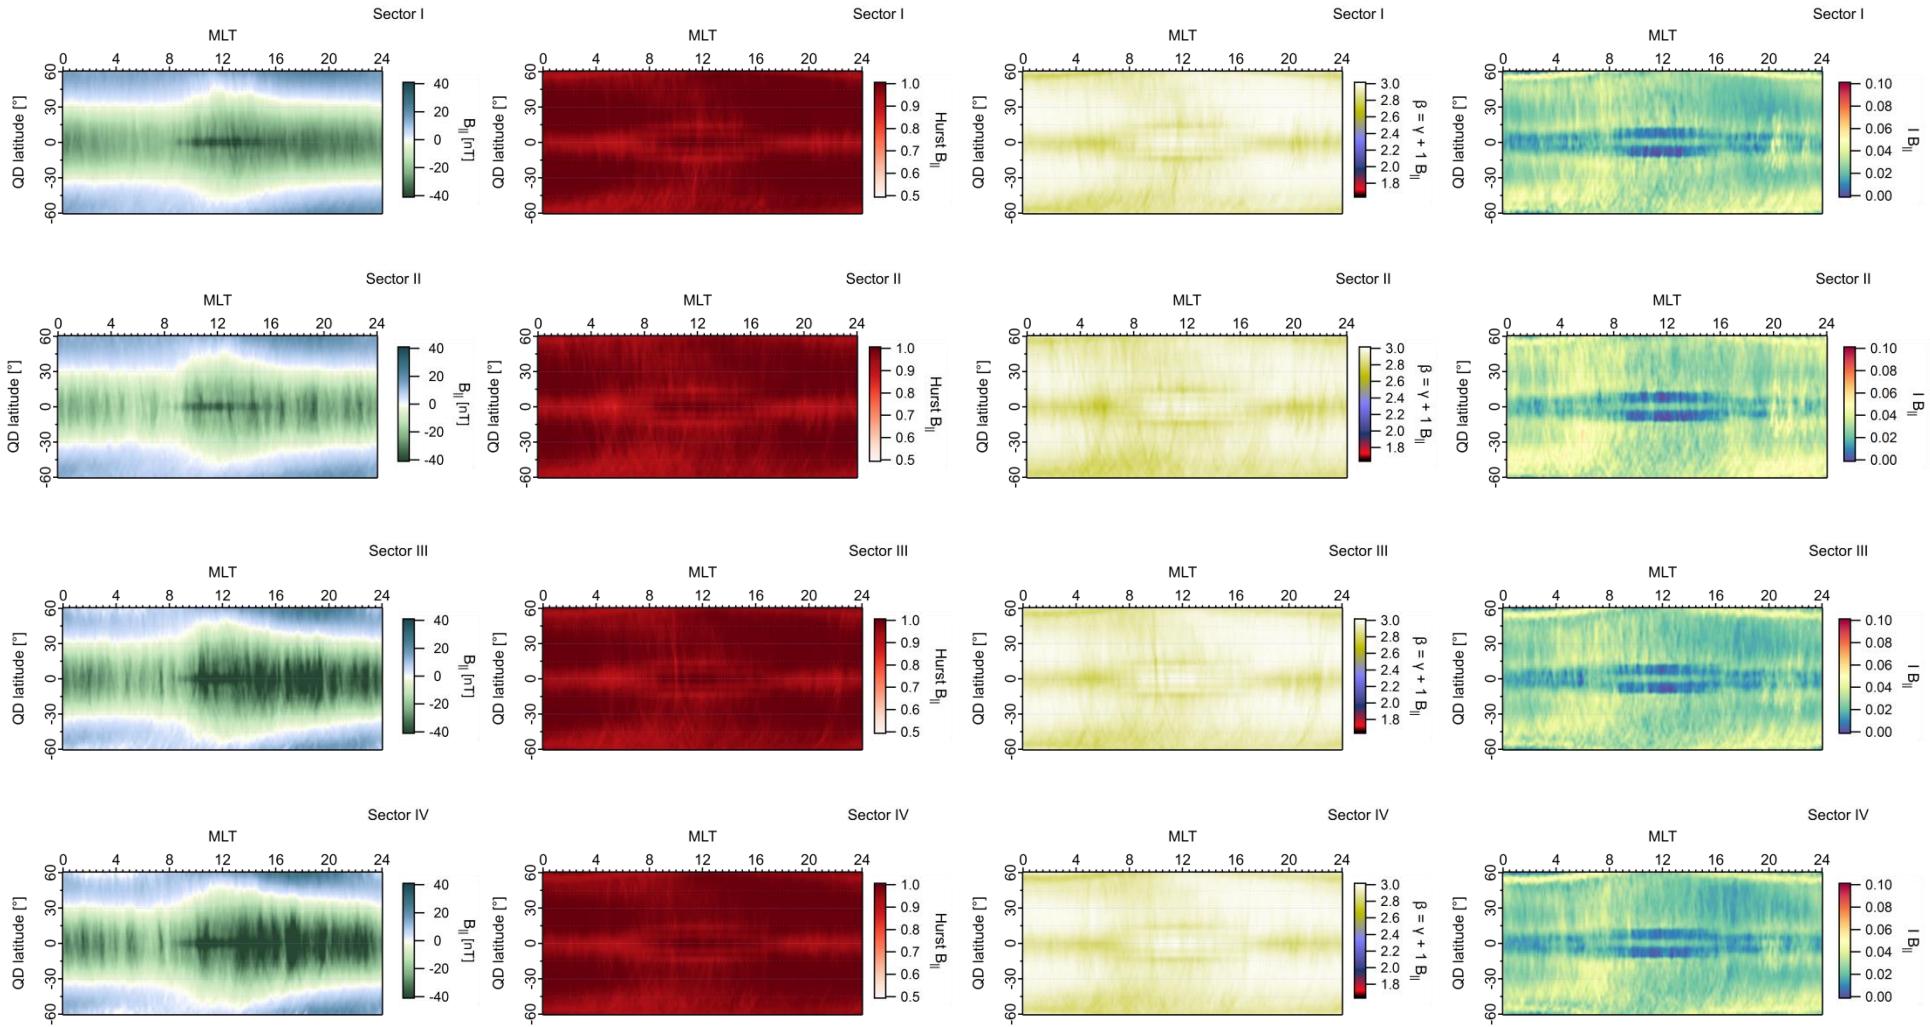 Sector I
MLT
0 4 8 12 16 20 24
QD latitude [°]
60
30
0
-30
-60
40
20
0
-20
-40
B|| [nT]
Sector I
MLT
0 4 8 12 16 20 24
QD latitude [°]
60
30
0
-30
-60
1.0
0.9
0.8
0.7
0.6
0.5
Hurst B||
Sector I
MLT
0 4 8 12 16 20 24
QD latitude [°]
60
30
0
-30
-60
3.0
2.8
2.6
2.4
2.2
2.0
1.8
β = γ + 1 B||
Sector I
MLT
0 4 8 12 16 20 24
QD latitude [°]
60
30
0
-30
-60
0.10
0.08
0.06
0.04
0.02
0.00
I B||
Sector II
MLT
0 4 8 12 16 20 24
QD latitude [°]
60
30
0
-30
-60
40
20
0
-20
-40
B|| [nT]
Sector II
MLT
0 4 8 12 16 20 24
QD latitude [°]
60
30
0
-30
-60
1.0
0.9
0.8
0.7
0.6
0.5
Hurst B||
Sector II
MLT
0 4 8 12 16 20 24
QD latitude [°]
60
30
0
-30
-60
3.0
2.8
2.6
2.4
2.2
2.0
1.8
β = γ + 1 B||
Sector II
MLT
0 4 8 12 16 20 24
QD latitude [°]
60
30
0
-30
-60
0.10
0.08
0.06
0.04
0.02
0.00
I B||
Sector III
MLT
0 4 8 12 16 20 24
QD latitude [°]
60
30
0
-30
-60
40
20
0
-20
-40
B|| [nT]
Sector III
MLT
0 4 8 12 16 20 24
QD latitude [°]
60
30
0
-30
-60
1.0
0.9
0.8
0.7
0.6
0.5
Hurst B||
Sector III
MLT
0 4 8 12 16 20 24
QD latitude [°]
60
30
0
-30
-60
3.0
2.8
2.6
2.4
2.2
2.0
1.8
β = γ + 1 B||
Sector III
MLT
0 4 8 12 16 20 24
QD latitude [°]
60
30
0
-30
-60
0.10
0.08
0.06
0.04
0.02
0.00
I B||
Sector IV
MLT
0 4 8 12 16 20 24
QD latitude [°]
60
30
0
-30
-60
40
20
0
-20
-40
B|| [nT]
Sector IV
MLT
0 4 8 12 16 20 24
QD latitude [°]
60
30
0
-30
-60
1.0
0.9
0.8
0.7
0.6
0.5
Hurst B||
Sector IV
MLT
0 4 8 12 16 20 24
QD latitude [°]
60
30
0
-30
-60
3.0
2.8
2.6
2.4
2.2
2.0
1.8
β = γ + 1 B||
Sector IV
MLT
0 4 8 12 16 20 24
QD latitude [°]
60
30
0
-30
-60
0.10
0.08
0.06
0.04
0.02
0.00
I B||